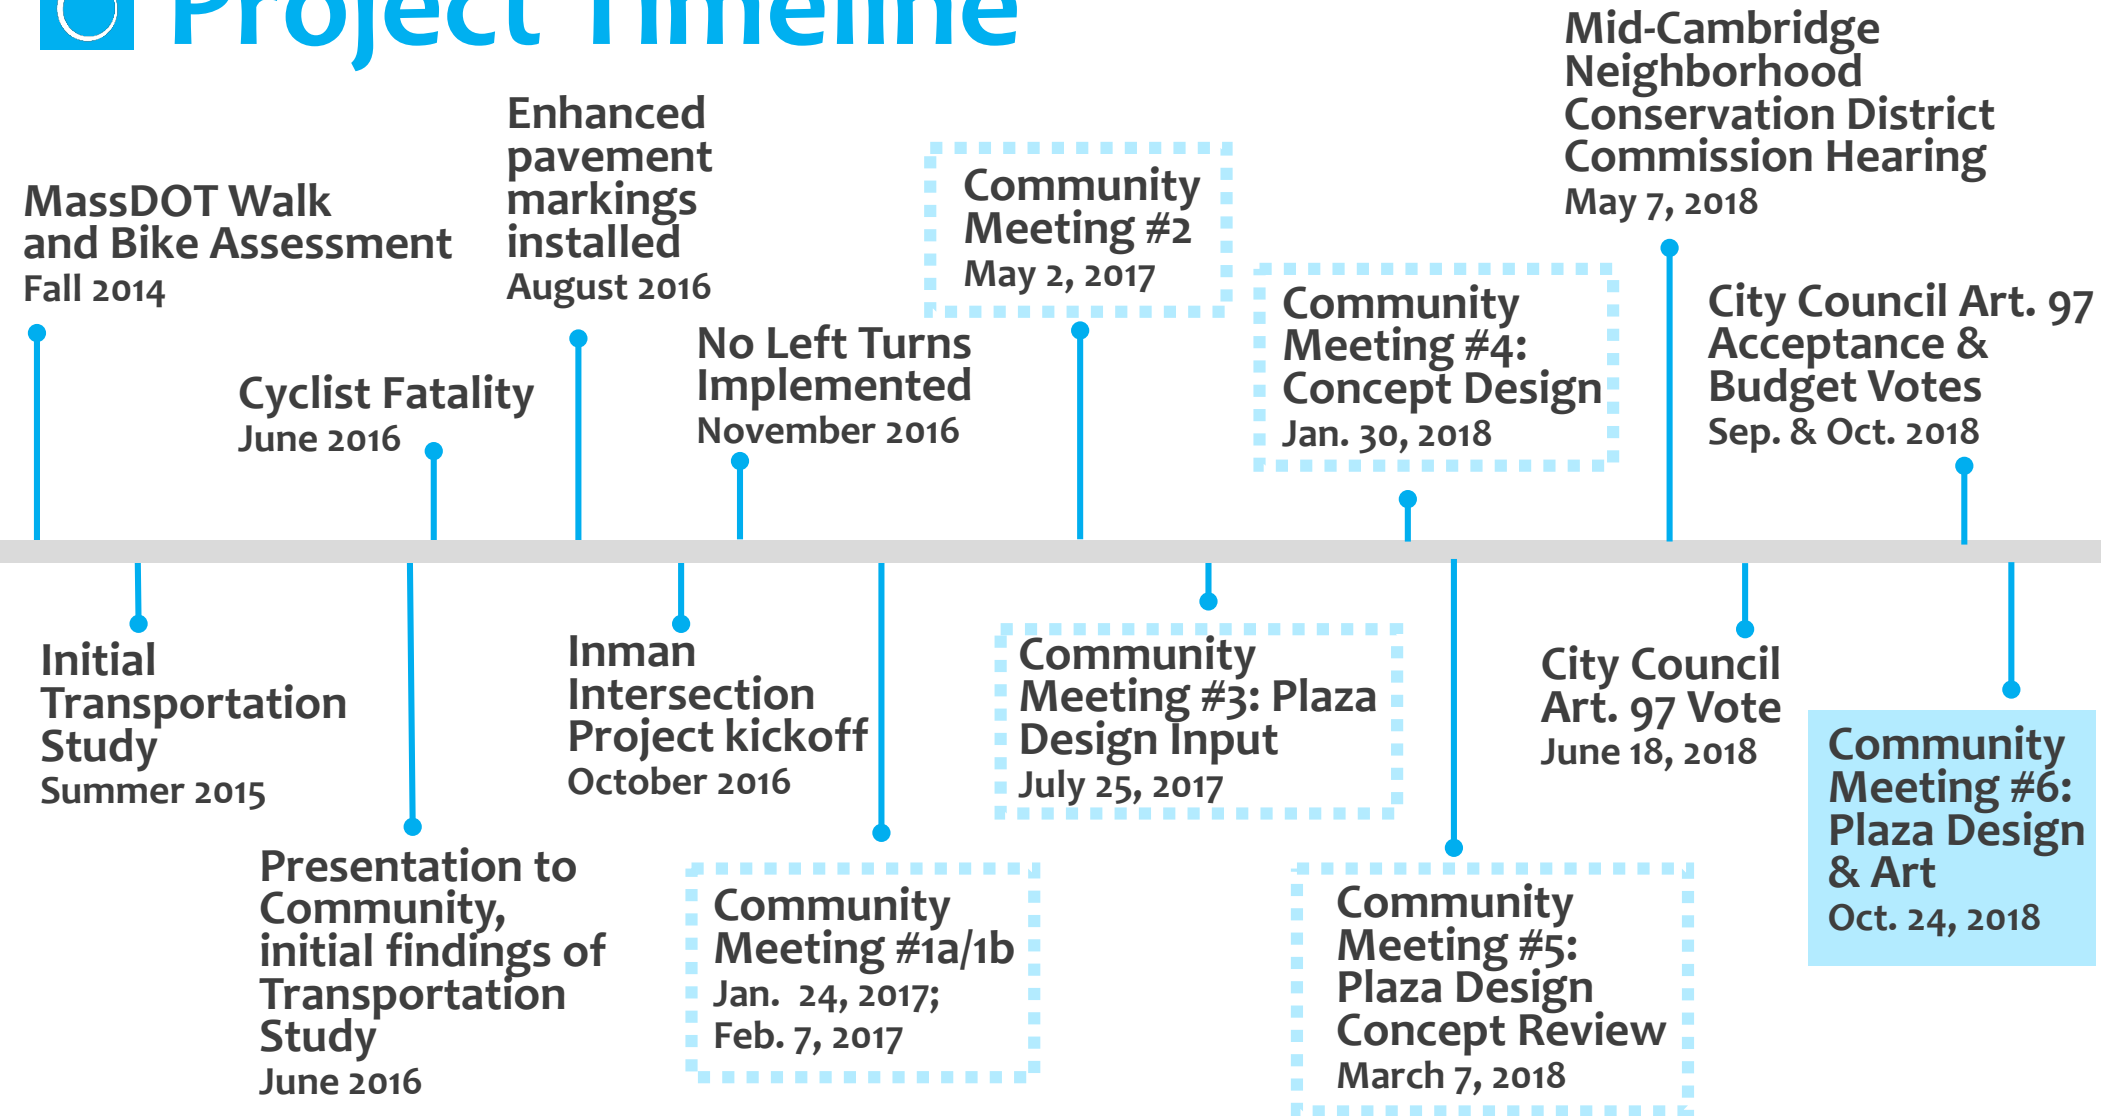 Project Timeline
MassDOT Walk
and Bike Assessment
Fall 2014
Initial
Transportation
Study
Summer 2015
Presentation to
Community,
initial findings of
Transportation
Study
June 2016
Cyclist Fatality
June 2016
Enhanced
pavement
markings
installed
August 2016
Inman
Intersection
Project kickoff
October 2016
No Left Turns
Implemented
November 2016
Community
Meeting #1a/1b
Jan. 24, 2017;
Feb. 7, 2017
Community
Meeting #2
May 2, 2017
Community
Meeting #3: Plaza
Design Input
July 25, 2017
Community
Meeting #4:
Concept Design
Jan. 30, 2018
Community
Meeting #5:
Plaza Design
Concept Review
March 7, 2018
Mid-Cambridge
Neighborhood
Conservation District
Commission Hearing
May 7, 2018
City Council
Art. 97 Vote
June 18, 2018
City Council Art. 97
Acceptance &
Budget Votes
Sep. & Oct. 2018
Community
Meeting #6:
Plaza Design
& Art
Oct. 24, 2018